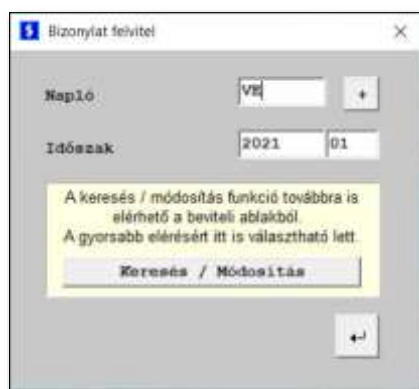 Bizonylat felvitel
Napló VE +
Időszak 2021 01
A keresés / módosítás funkció továbbra is
elérhető a beviteli ablakból.
A gyorsabb elérésért itt is választható lett.
Keresés / Módosítás